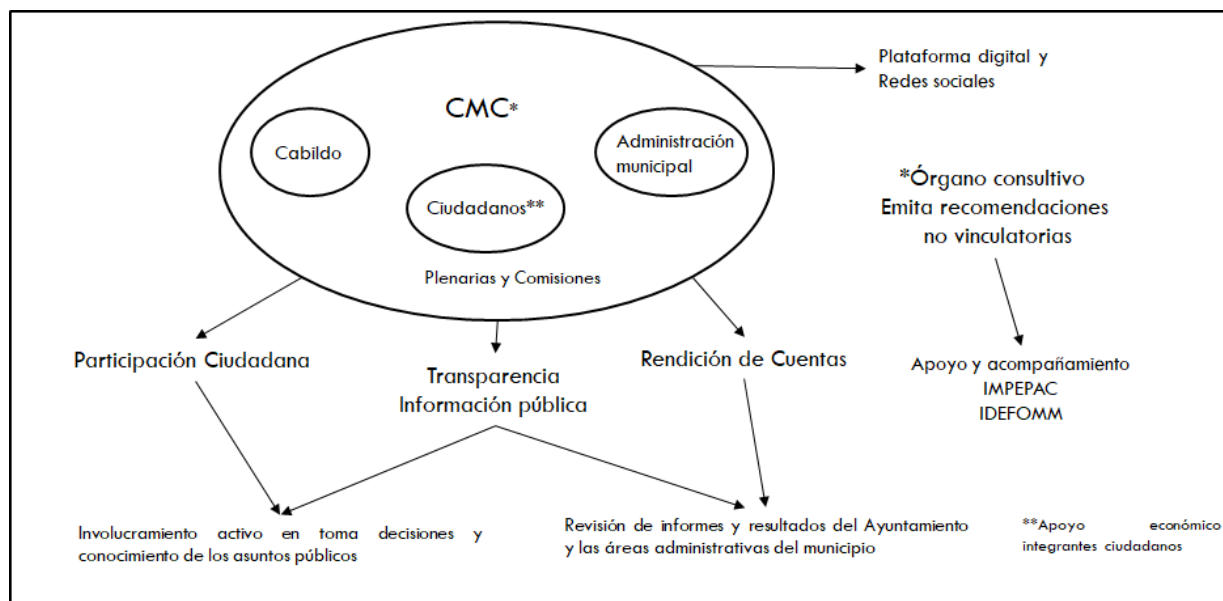 Plataforma digital y
Redes sociales
CMC*
Cabildo
Administración
municipal
Ciudadanos**
Plenarias y Comisiones
*Órgano consultivo
Emita recomendaciones
no vinculatorias
Participación Ciudadana
Transparencia
Información pública
Rendición de Cuentas
Apoyo y acompañamiento
IMPEPAC
IDEFOMM
Involucramiento activo en toma decisiones y
conocimiento de los asuntos públicos
Revisión de informes y resultados del Ayuntamiento
y las áreas administrativas del municipio
**Apoyo económico
integrantes ciudadanos